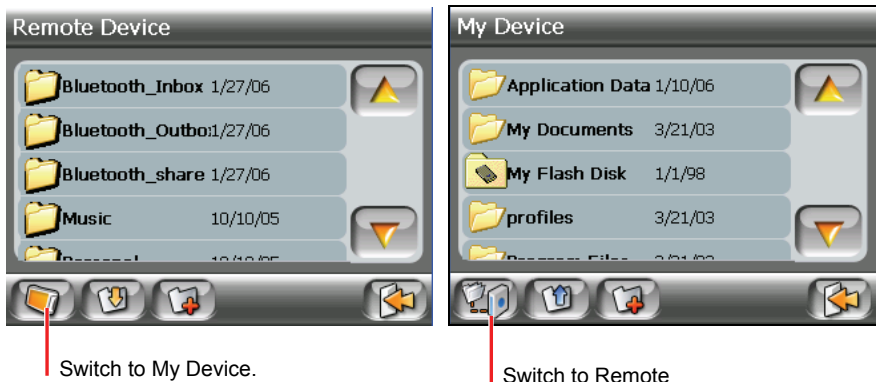 Remote Device
Bluetooth_Inbox 1/27/06
Bluetooth_Outbo 1/27/06
Bluetooth_share 1/27/06
Music 10/10/05
Switch to My Device.
My Device
Application Data 1/10/06
My Documents 3/21/03
My Flash Disk 1/1/98
profiles 3/21/03
Switch to Remote